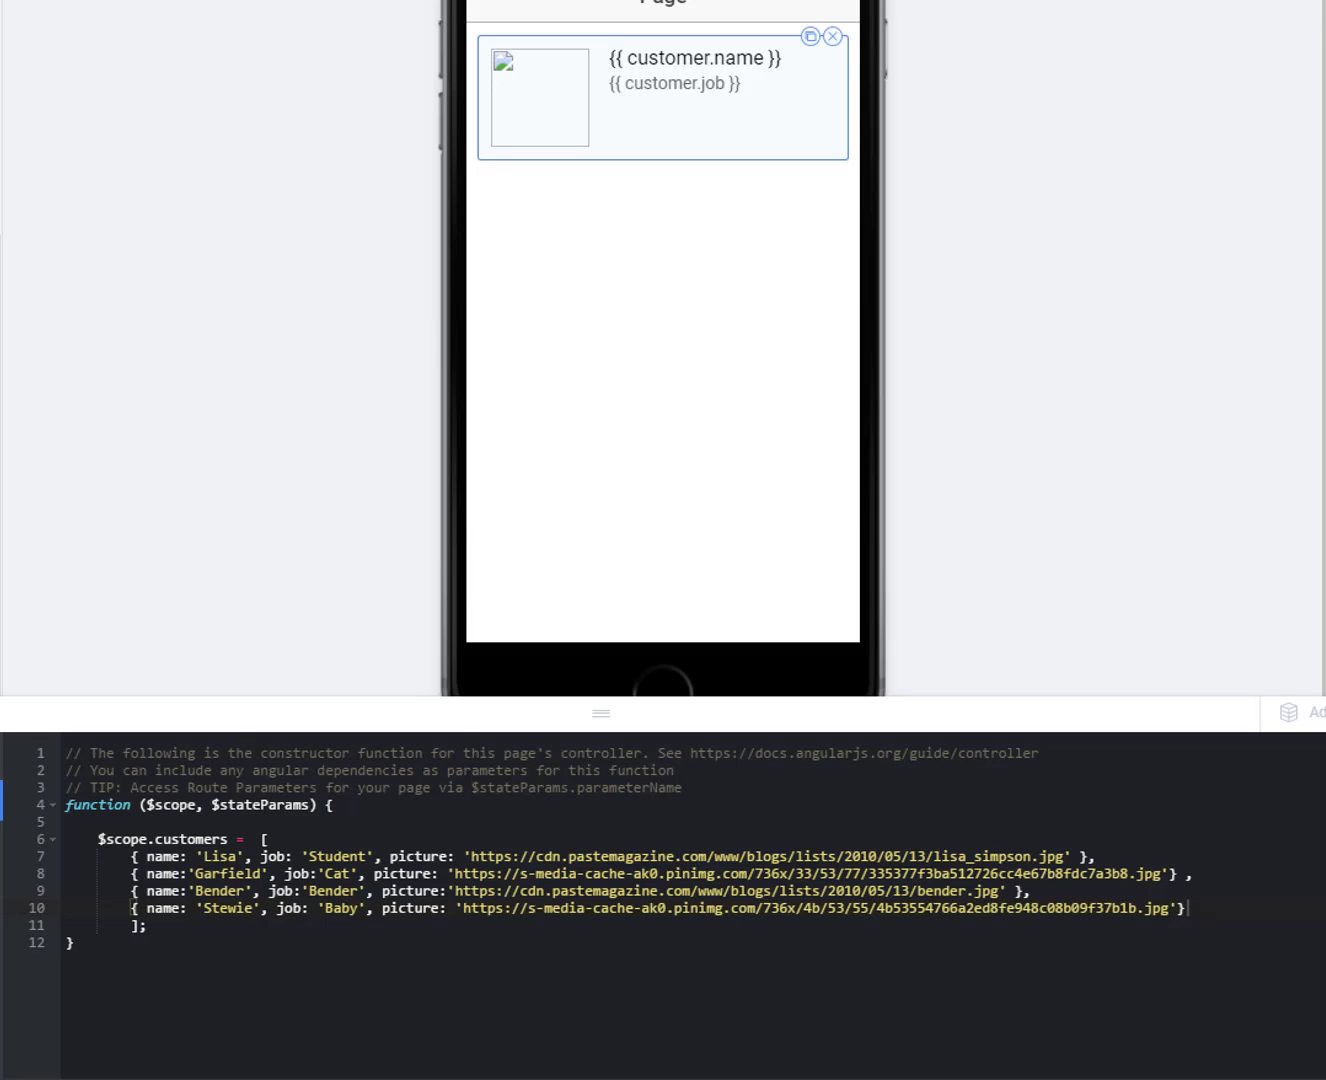 Page
{{ customer.name }}
{{ customer.job }}
Ad
1 // The following is the constructor function for this page's controller. See https://docs.angularjs.org/guide/controller
2 // You can include any angular dependencies as parameters for this function
3 // TIP: Access Route Parameters for your page via $stateParams.parameterName
4 function ($scope, $stateParams) {
5
6 $scope.customers = [
7 { name: 'Lisa', job: 'Student', picture: 'https://cdn.pastemagazine.com/www/blogs/lists/2010/05/13/lisa_simpson.jpg' },
8 { name:'Garfield', job:'Cat', picture: 'https://s-media-cache-ak0.pinimg.com/736x/33/53/77/335377f3ba512726cc4e67b8fdc7a3b8.jpg'} ,
9 { name:'Bender', job:'Bender', picture:'https://cdn.pastemagazine.com/www/blogs/lists/2010/05/13/bender.jpg' },
10 { name: 'Stewie', job: 'Baby', picture: 'https://s-media-cache-ak0.pinimg.com/736x/4b/53/55/4b53554766a2ed8fe948c08b09f37b1b.jpg'}
11 ];
12 }